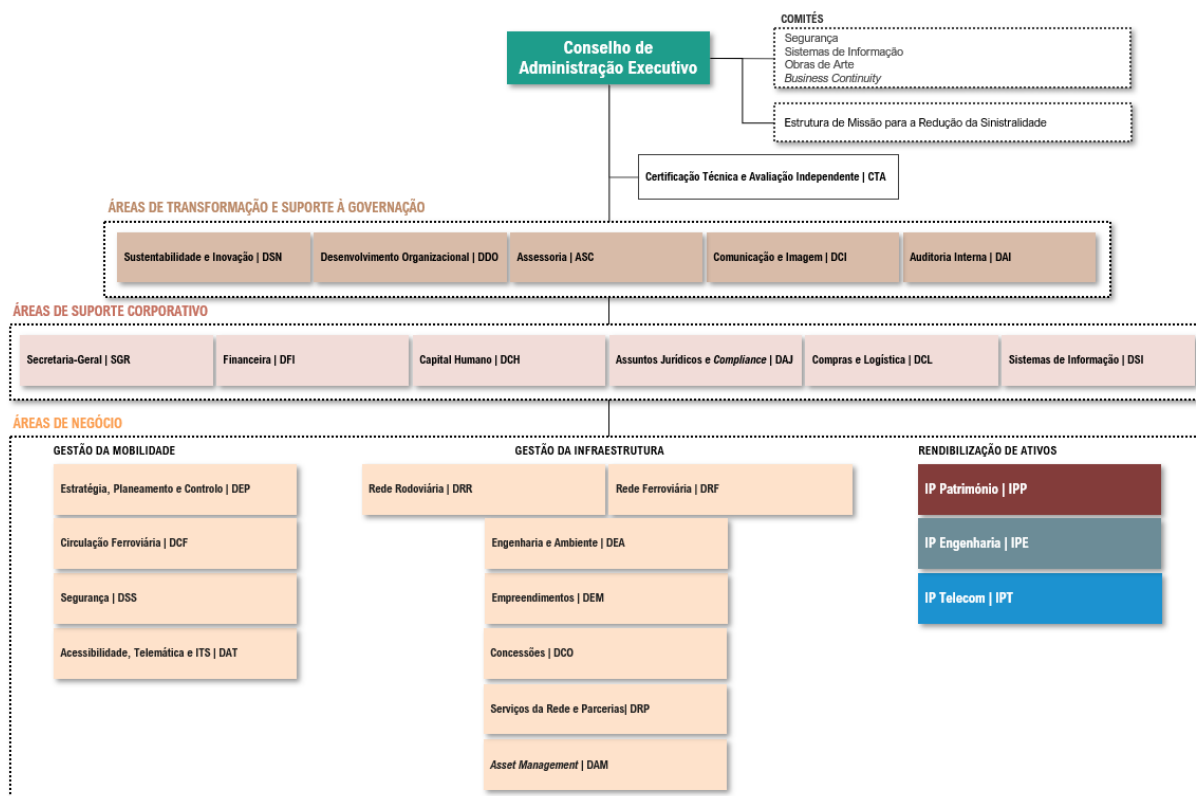 COMITÉS
Conselho de
Administração Executivo
Segurança
Sistemas de Informação
Obras de Arte
Business Continuity
Estrutura de Missão para a Redução da Sinistralidade
Certificação Técnica e Avaliação Independente | CTA
ÁREAS DE TRANSFORMAÇÃO E SUPORTE À GOVERNAÇÃO
Sustentabilidade e Inovação | DSN
Desenvolvimento Organizacional | DDO
Assessoria | ASC
Comunicação e Imagem | DCI
Auditoria Interna | DAI
ÁREAS DE SUPORTE CORPORATIVO
Secretaria-Geral | SGR
Financeira | DFI
Capital Humano | DCH
Assuntos Jurídicos e Compliance | DAJ
Compras e Logística | DCL
Sistemas de Informação | DSI
ÁREAS DE NEGÓCIO
GESTÃO DA MOBILIDADE
Estratégia, Planeamento e Controlo | DEP
Circulação Ferroviária | DCF
Segurança | DSS
Acessibilidade, Telemática e ITS | DAT
GESTÃO DA INFRAESTRUTURA
Rede Rodoviária | DRR
Rede Ferroviária | DRF
Engenharia e Ambiente | DEA
Empreendimentos | DEM
Concessões | DCO
Serviços da Rede e Parcerias| DRP
Asset Management | DAM
RENDIBILIZAÇÃO DE ATIVOS
IP Património | IPP
IP Engenharia | IPE
IP Telecom | IPT